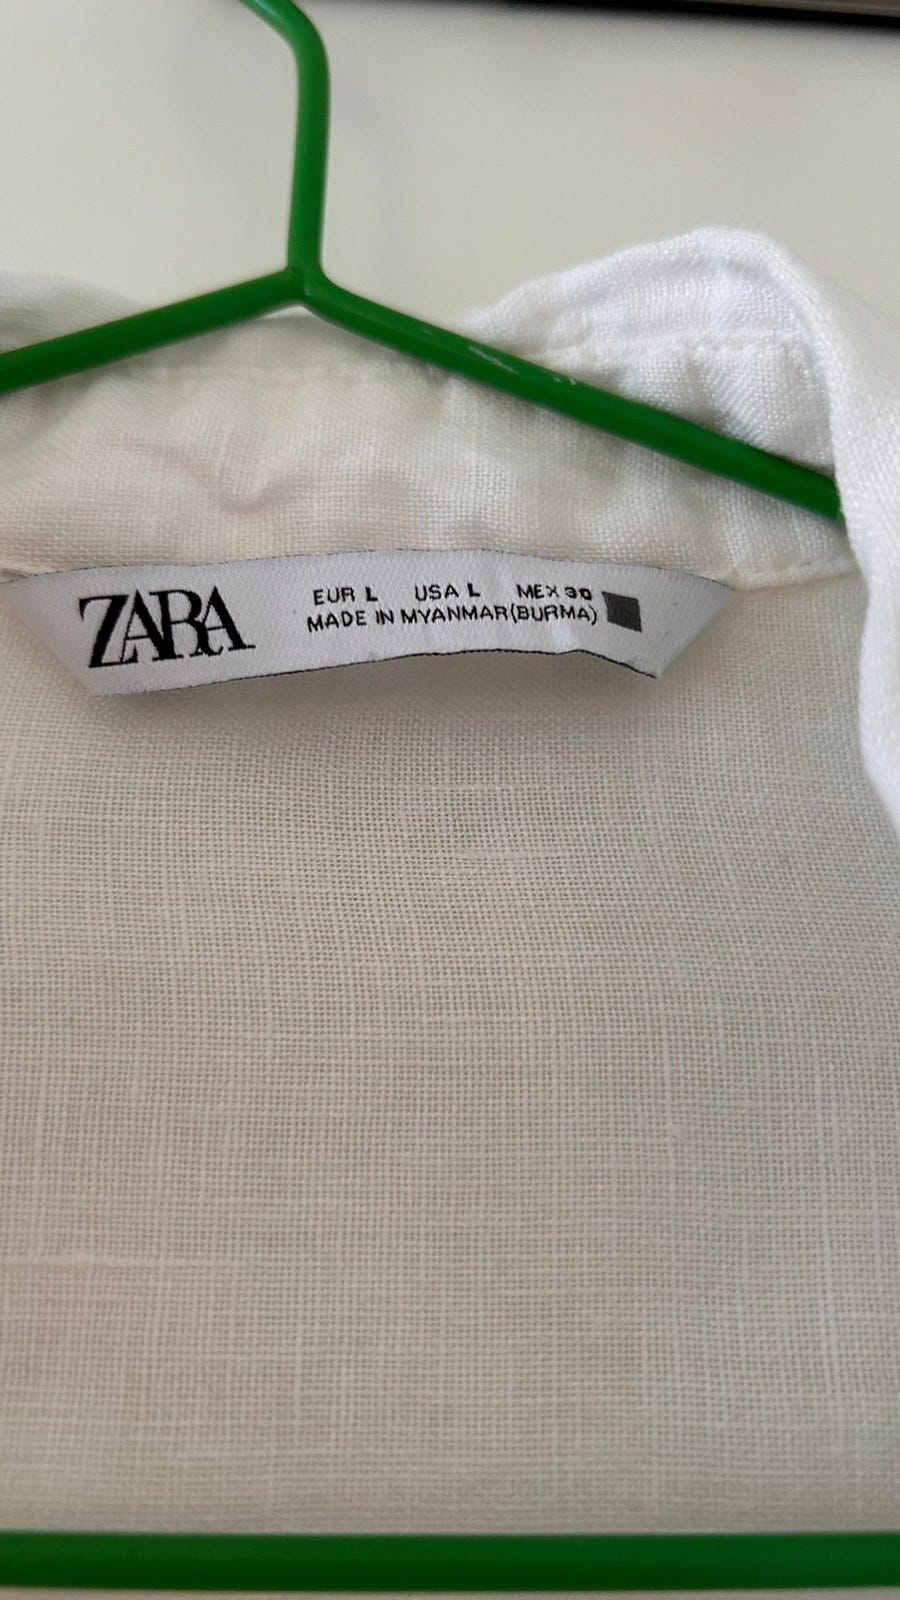 ZARA
EUR L USA L MEX 30
MADE IN MYANMAR(BURMA)